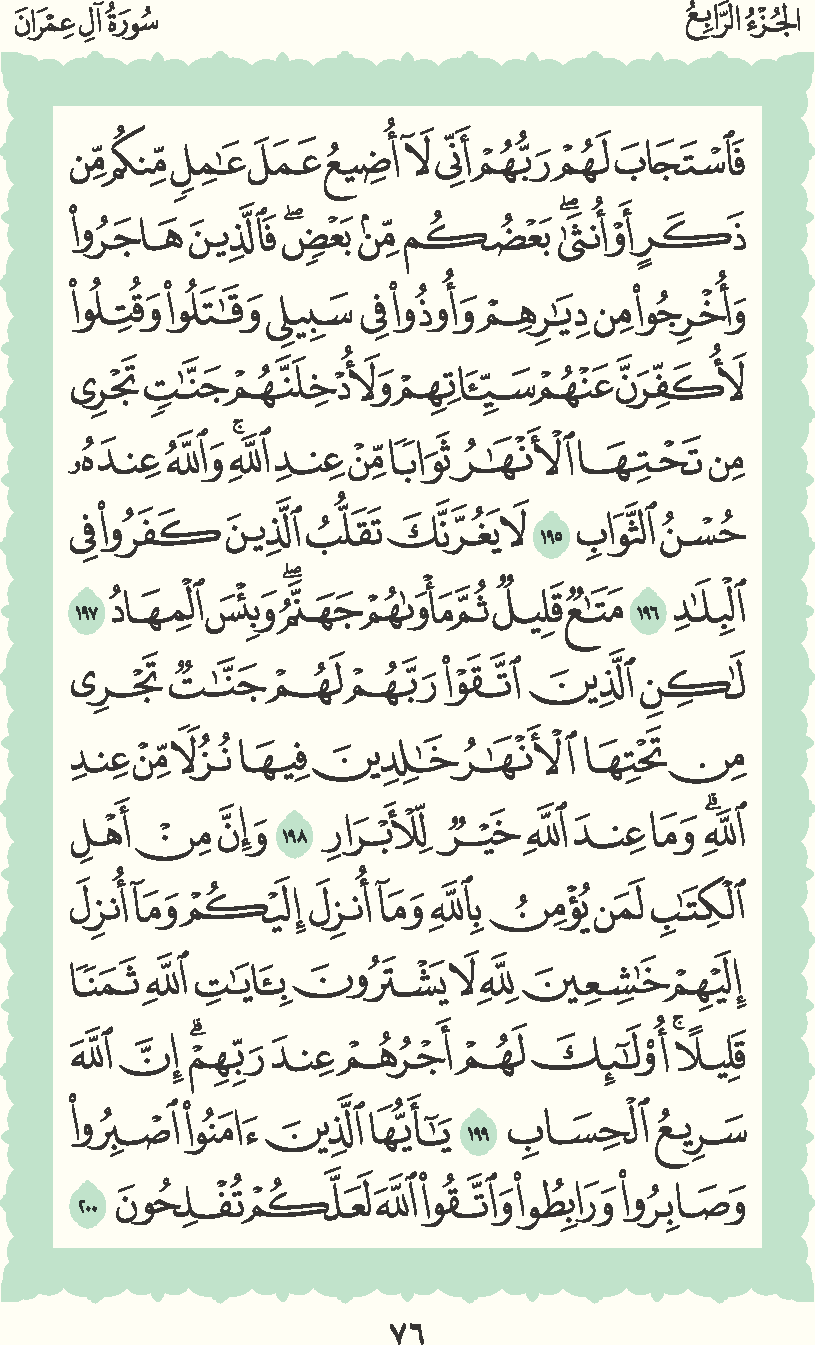 الجُزْءُ الرَّابِعُ
سُورَةُ آلِ عِمْرَانَ
فَٱسْتَجَابَ لَهُمْ رَبُّهُمْ أَنِّى لَآ أُضِيعُ عَمَلَ عَٰمِلٍ مِّنكُم مِّن
ذَكَرٍ أَوْ أُنثَىٰۖ بَعْضُكُم مِّنۢ بَعْضٍۖ فَٱلَّذِينَ هَاجَرُوا۟
وَأُخْرِجُوا۟ مِن دِيَٰرِهِمْ وَأُوذُوا۟ فِى سَبِيلِى وَقَٰتَلُوا۟ وَقُتِلُوا۟
لَأُكَفِّرَنَّ عَنْهُمْ سَيِّـَٔاتِهِمْ وَلَأُدْخِلَنَّهُمْ جَنَّٰتٍ تَجْرِى
مِن تَحْتِهَا ٱلْأَنْهَٰرُ ثَوَابًا مِّنْ عِندِ ٱللَّهِۚ وَٱللَّهُ عِندَهُۥ
حُسْنُ ٱلثَّوَابِ ١٩٥ لَا يَغُرَّنَّكَ تَقَلُّبُ ٱلَّذِينَ كَفَرُوا۟ فِى
ٱلْبِلَٰدِ ١٩٦ مَتَٰعٌ قَلِيلٌ ثُمَّ مَأْوَىٰهُمْ جَهَنَّمُۖ وَبِئْسَ ٱلْمِهَادُ ١٩٧
لَٰكِنِ ٱلَّذِينَ ٱتَّقَوْا۟ رَبَّهُمْ لَهُمْ جَنَّٰتٌ تَجْرِى
مِن تَحْتِهَا ٱلْأَنْهَٰرُ خَٰلِدِينَ فِيهَا نُزُلًا مِّنْ عِندِ
ٱللَّهِۗ وَمَا عِندَ ٱللَّهِ خَيْرٌ لِّلْأَبْرَارِ ١٩٨ وَإِنَّ مِنْ أَهْلِ
ٱلْكِتَٰبِ لَمَن يُؤْمِنُ بِٱللَّهِ وَمَآ أُنزِلَ إِلَيْكُمْ وَمَآ أُنزِلَ
إِلَيْهِمْ خَٰشِعِينَ لِلَّهِ لَا يَشْتَرُونَ بِـَٔايَٰتِ ٱللَّهِ ثَمَنًا
قَلِيلًاۚ أُو۟لَٰٓئِكَ لَهُمْ أَجْرُهُمْ عِندَ رَبِّهِمْۗ إِنَّ ٱللَّهَ
سَرِيعُ ٱلْحِسَابِ ١٩٩ يَٰٓأَيُّهَا ٱلَّذِينَ ءَامَنُوا۟ ٱصْبِرُوا۟
وَصَابِرُوا۟ وَرَابِطُوا۟ وَٱتَّقُوا۟ ٱللَّهَ لَعَلَّكُمْ تُفْلِحُونَ ٢٠٠
٧٦